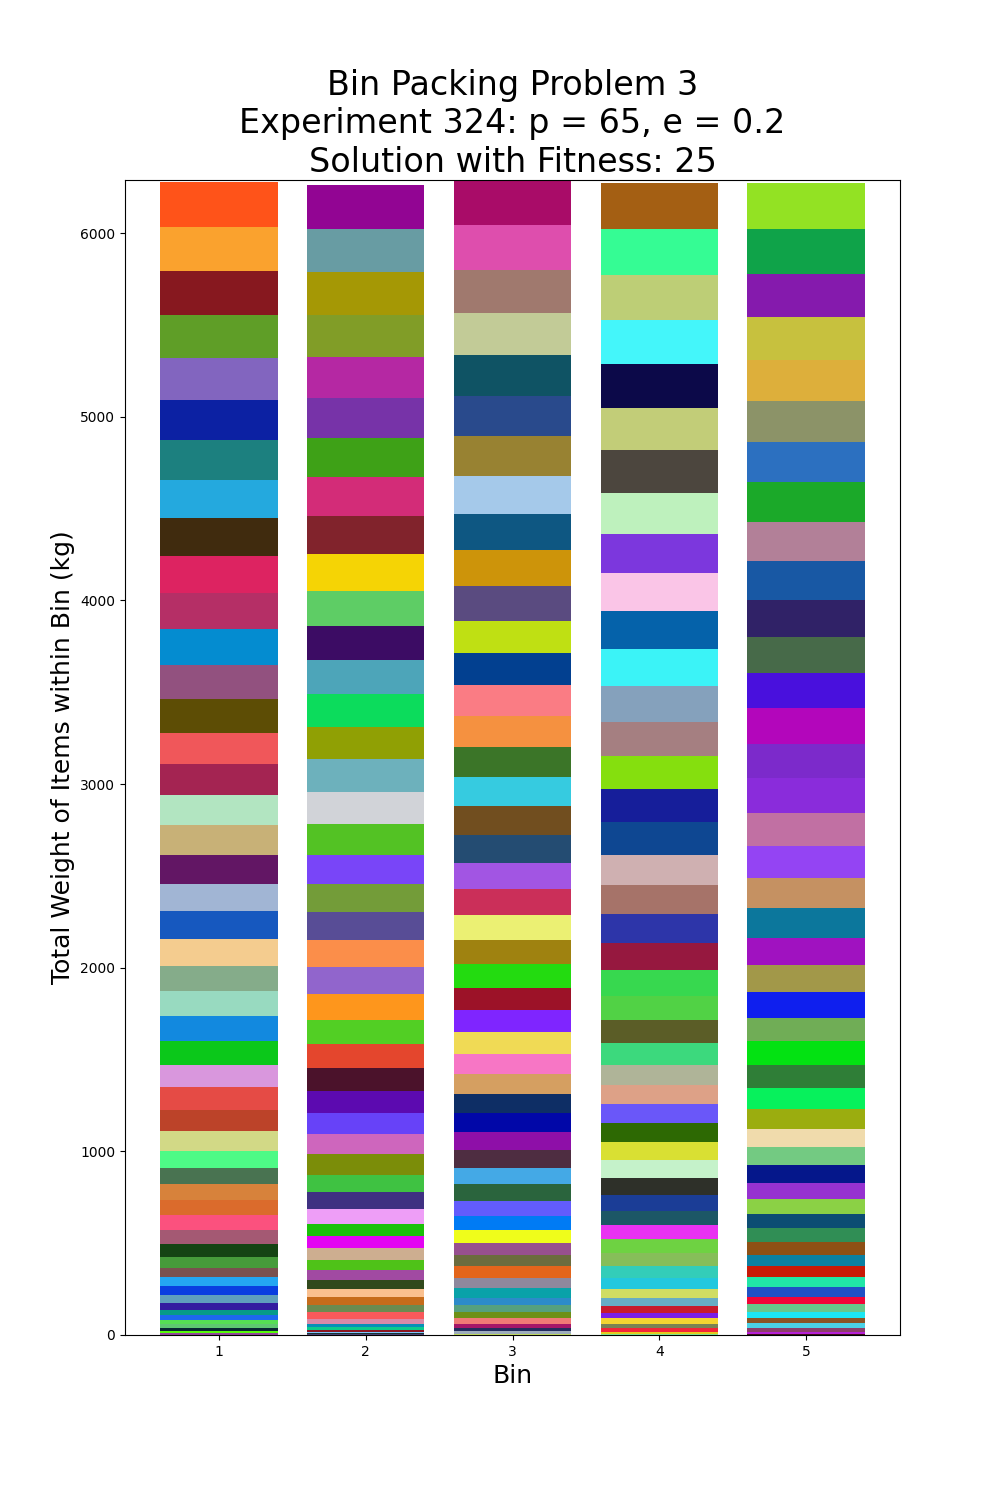 Bin Packing Problem 3
Experiment 324: p = 65, e = 0.2
Solution with Fitness: 25
Total Weight of Items within Bin (kg)
6000
5000
4000
3000
2000
1000
0
1 2 3 4 5
Bin